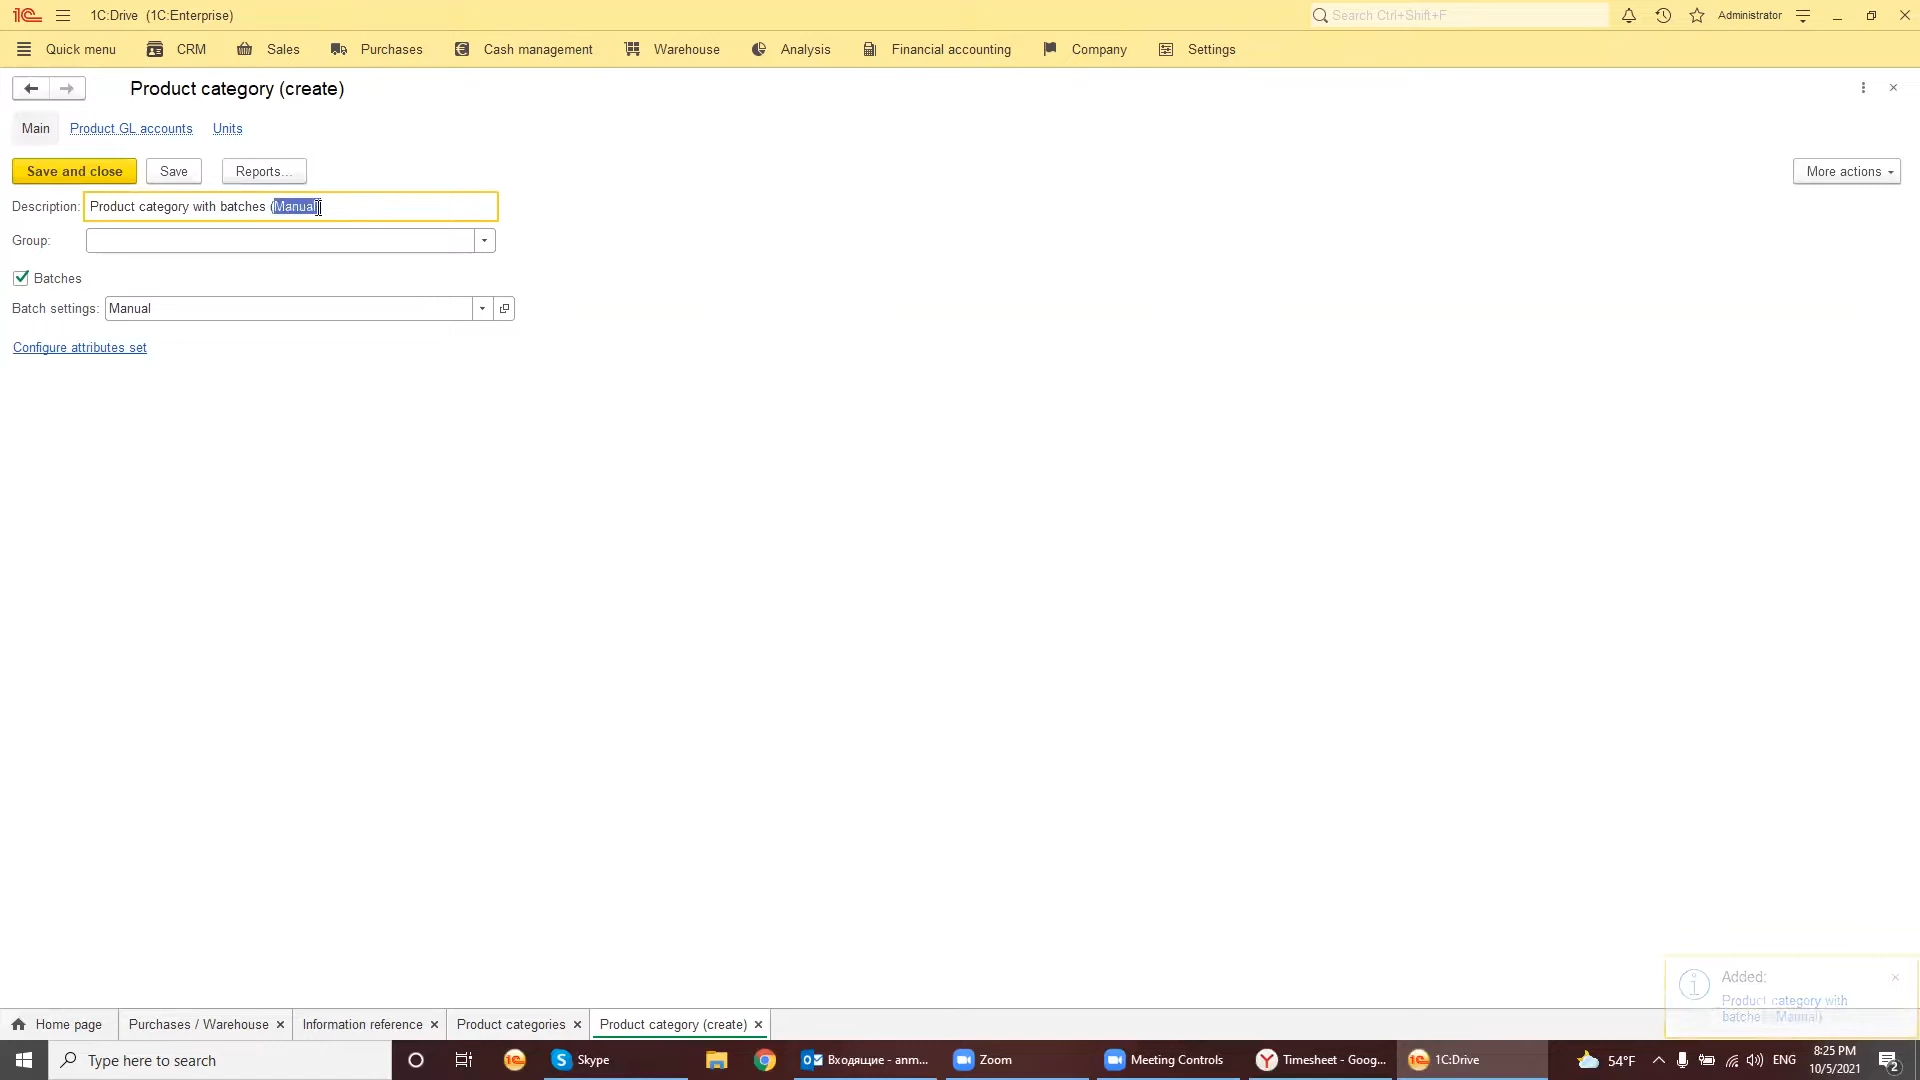 1C:Drive (1C:Enterprise)
Search Ctrl+Shift+F
Administrator
Quick menu
CRM
Sales
Purchases
Cash management
Warehouse
Analysis
Financial accounting
Company
Settings
Product category (create)
Main
Product GL accounts
Units
Save and close
Save
Reports...
More actions
Description:
Product category with batches (Manual)
Group:
Batches
Batch settings:
Manual
Configure attributes set
Added:
Product category with
batche Manual)
Home page
Purchases / Warehouse
Information reference
Product categories
Product category (create)
Type here to search
Skype
Входящие - anm...
Zoom
Meeting Controls
Timesheet - Goog...
1C:Drive
54°F
ENG
8:25 PM
10/5/2021
2